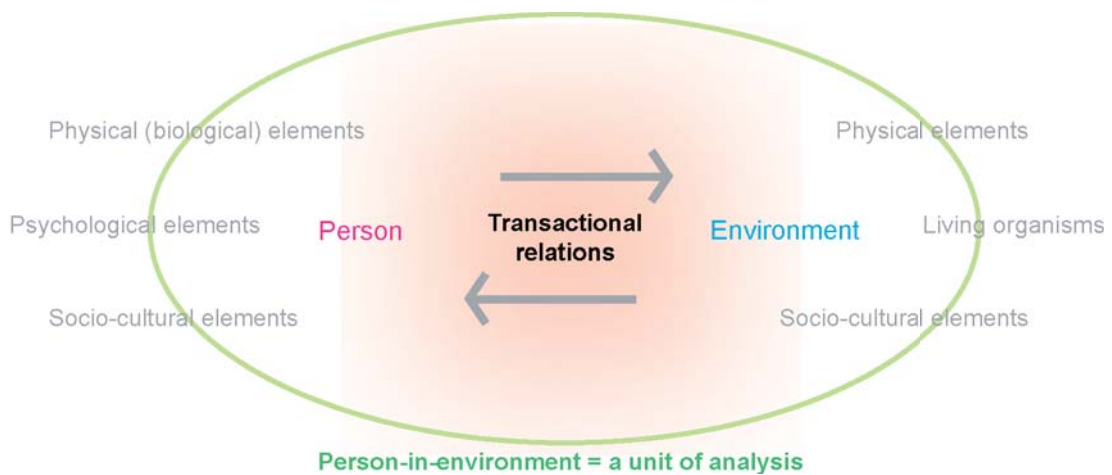 Physical (biological) elements
Physical elements
Psychological elements
Person
Transactional
relations
Environment
Living organisms
Socio-cultural elements
Socio-cultural elements
Person-in-environment = a unit of analysis